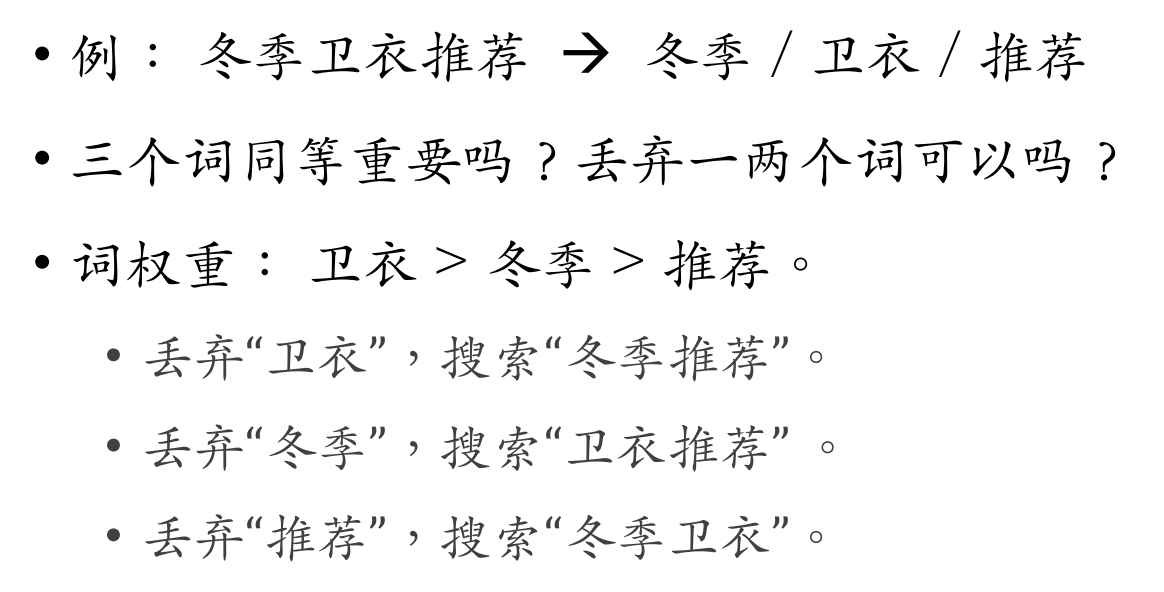 • 例： 冬季卫衣推荐 → 冬季 / 卫衣 / 推荐
• 三个词同等重要吗？丢弃一两个词可以吗？
• 词权重： 卫衣 > 冬季 > 推荐。
• 丢弃“卫衣”，搜索“冬季推荐”。
• 丢弃“冬季”，搜索“卫衣推荐” 。
• 丢弃“推荐”，搜索“冬季卫衣”。